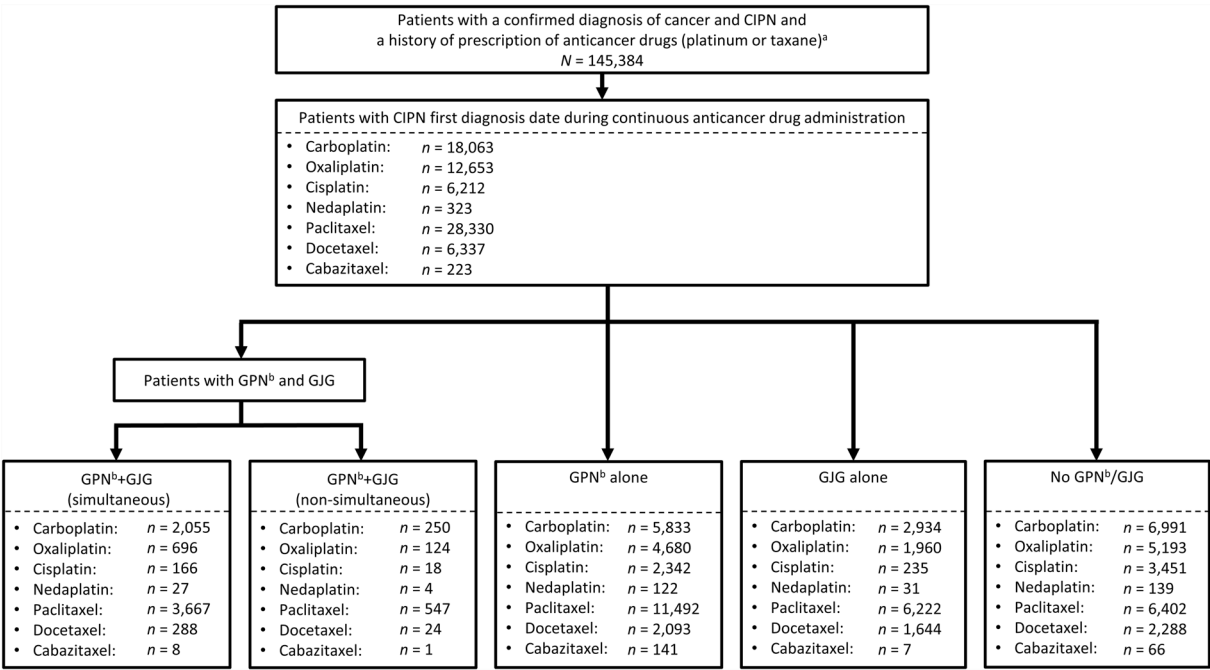 Patients with a confirmed diagnosis of cancer and CIPN and
a history of prescription of anticancer drugs (platinum or taxane)ᵃ
N = 145,384
Patients with CIPN first diagnosis date during continuous anticancer drug administration
• Carboplatin: n = 18,063
• Oxaliplatin: n = 12,653
• Cisplatin: n = 6,212
• Nedaplatin: n = 323
• Paclitaxel: n = 28,330
• Docetaxel: n = 6,337
• Cabazitaxel: n = 223
Patients with GPNᵇ and GJG
GPNᵇ+GJG
(simultaneous)
• Carboplatin: n = 2,055
• Oxaliplatin: n = 696
• Cisplatin: n = 166
• Nedaplatin: n = 27
• Paclitaxel: n = 3,667
• Docetaxel: n = 288
• Cabazitaxel: n = 8
GPNᵇ+GJG
(non-simultaneous)
• Carboplatin: n = 250
• Oxaliplatin: n = 124
• Cisplatin: n = 18
• Nedaplatin: n = 4
• Paclitaxel: n = 547
• Docetaxel: n = 24
• Cabazitaxel: n = 1
GPNᵇ alone
• Carboplatin: n = 5,833
• Oxaliplatin: n = 4,680
• Cisplatin: n = 2,342
• Nedaplatin: n = 122
• Paclitaxel: n = 11,492
• Docetaxel: n = 2,093
• Cabazitaxel: n = 141
GJG alone
• Carboplatin: n = 2,934
• Oxaliplatin: n = 1,960
• Cisplatin: n = 235
• Nedaplatin: n = 31
• Paclitaxel: n = 6,222
• Docetaxel: n = 1,644
• Cabazitaxel: n = 7
No GPNᵇ/GJG
• Carboplatin: n = 6,991
• Oxaliplatin: n = 5,193
• Cisplatin: n = 3,451
• Nedaplatin: n = 139
• Paclitaxel: n = 6,402
• Docetaxel: n = 2,288
• Cabazitaxel: n = 66